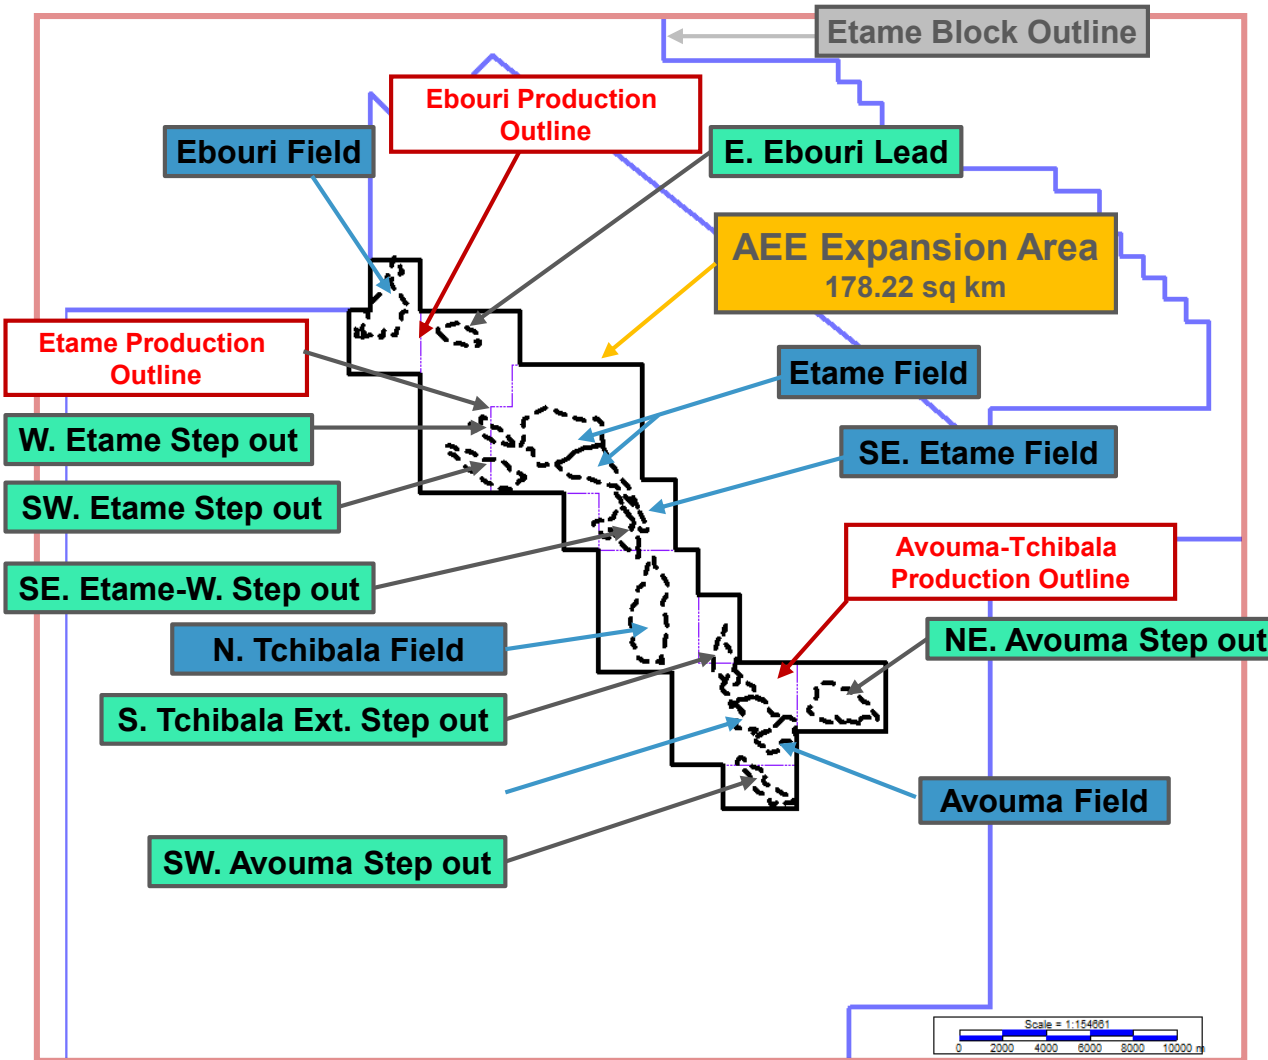 Etame Block Outline
Ebouri Production
Outline
Ebouri Field
E. Ebouri Lead
AEE Expansion Area
178.22 sq km
Etame Production
Outline
Etame Field
W. Etame Step out
SE. Etame Field
SW. Etame Step out
Avouma-Tchibala
Production Outline
SE. Etame-W. Step out
N. Tchibala Field
NE. Avouma Step out
S. Tchibala Ext. Step out
Avouma Field
SW. Avouma Step out
Scale = 1:154661
0 2000 4000 6000 8000 10000 m